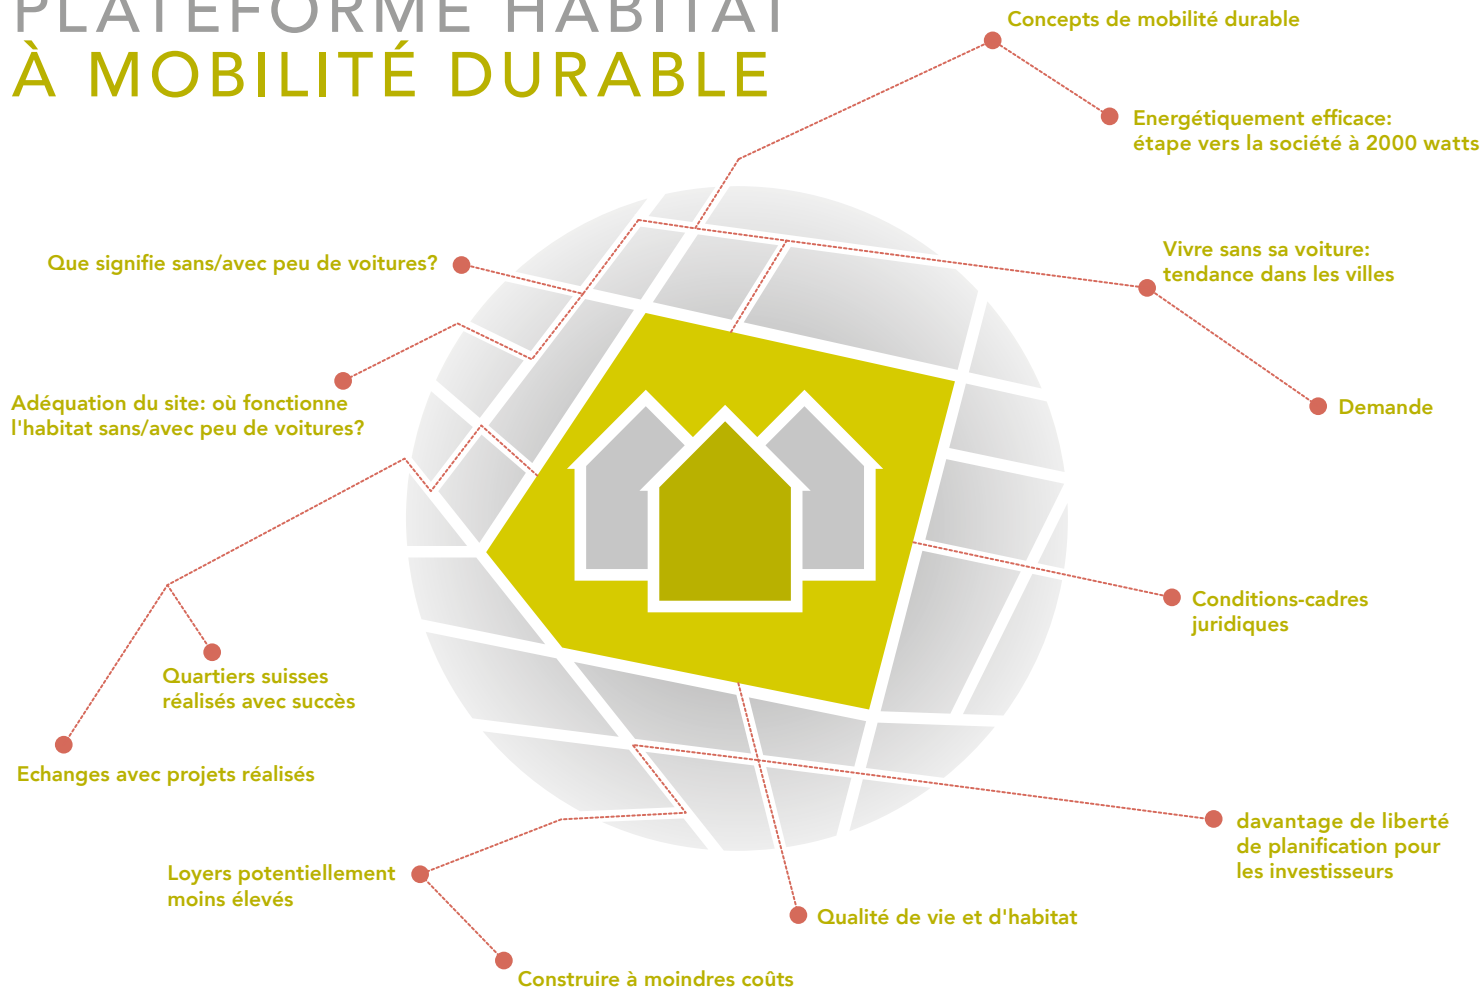 PLATEFORME HABITAT
À MOBILITÉ DURABLE
Concepts de mobilité durable
Energétiquement efficace:
étape vers la société à 2000 watts
Que signifie sans/avec peu de voitures?
Vivre sans sa voiture:
tendance dans les villes
Adéquation du site: où fonctionne
l'habitat sans/avec peu de voitures?
Demande
Conditions-cadres
juridiques
Quartiers suisses
réalisés avec succès
Echanges avec projets réalisés
davantage de liberté
de planification pour
les investisseurs
Loyers potentiellement
moins élevés
Qualité de vie et d'habitat
Construire à moindres coûts